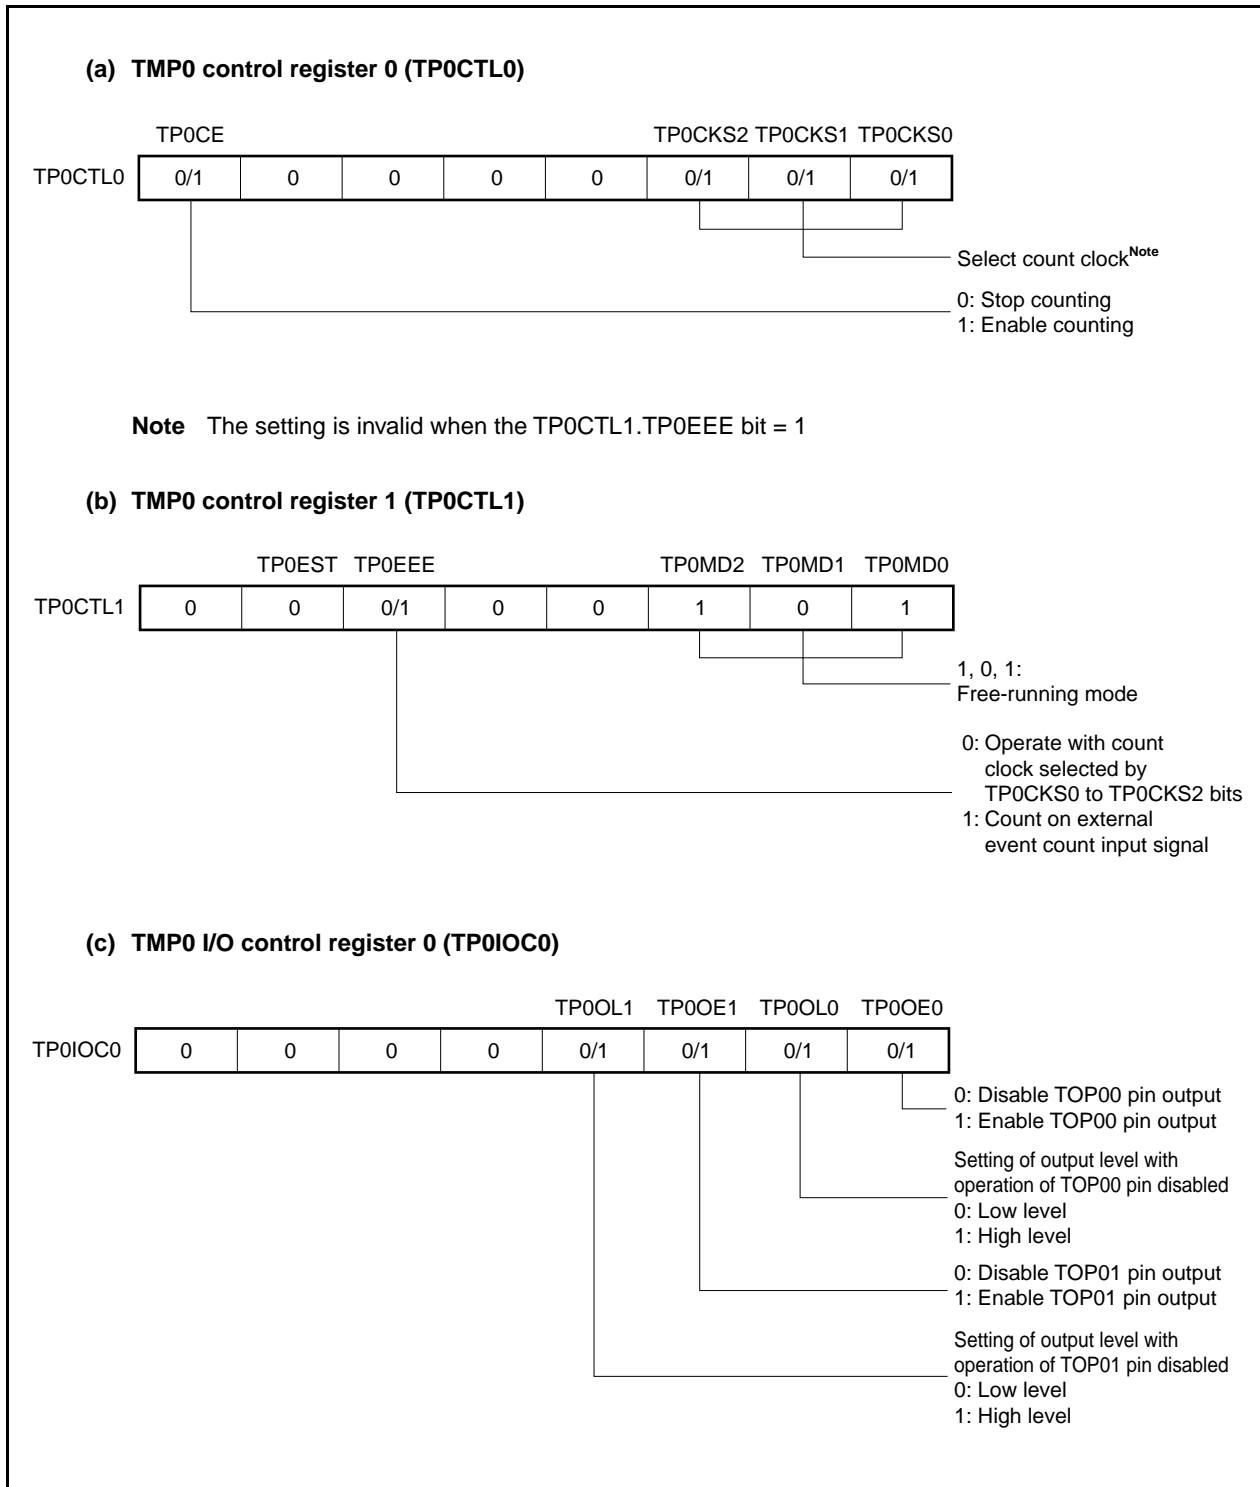 (a) TMP0 control register 0 (TP0CTL0)
TP0CE TP0CKS2 TP0CKS1 TP0CKS0
TP0CTL0 0/1 0 0 0 0 0/1 0/1 0/1
Select count clockNote
0: Stop counting
1: Enable counting
Note The setting is invalid when the TP0CTL1.TP0EEE bit = 1
(b) TMP0 control register 1 (TP0CTL1)
TP0EST TP0EEE TP0MD2 TP0MD1 TP0MD0
TP0CTL1 0 0 0/1 0 0 1 0 1
1, 0, 1:
Free-running mode
0: Operate with count
clock selected by
TP0CKS0 to TP0CKS2 bits
1: Count on external
event count input signal
(c) TMP0 I/O control register 0 (TP0IOC0)
TP0OL1 TP0OE1 TP0OL0 TP0OE0
TP0IOC0 0 0 0 0 0/1 0/1 0/1 0/1
0: Disable TOP00 pin output
1: Enable TOP00 pin output
Setting of output level with
operation of TOP00 pin disabled
0: Low level
1: High level
0: Disable TOP01 pin output
1: Enable TOP01 pin output
Setting of output level with
operation of TOP01 pin disabled
0: Low level
1: High level